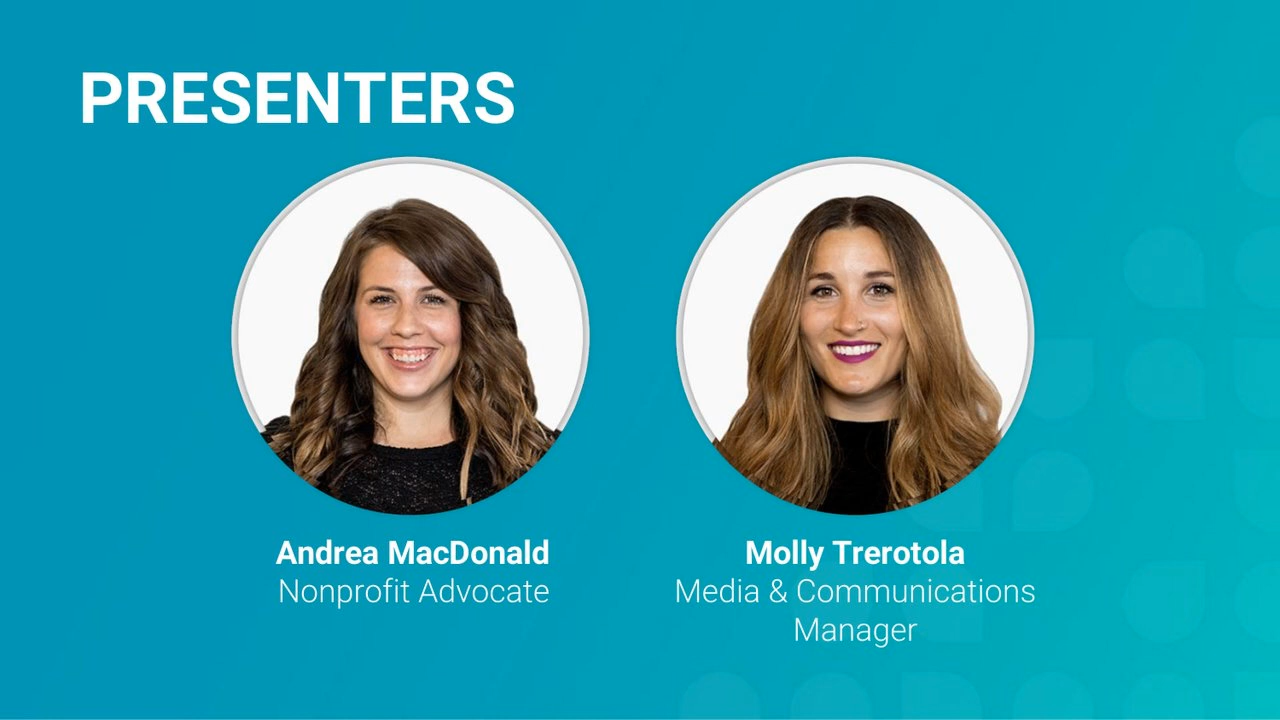 PRESENTERS
Andrea MacDonald
Nonprofit Advocate
Molly Trerotola
Media & Communications
Manager